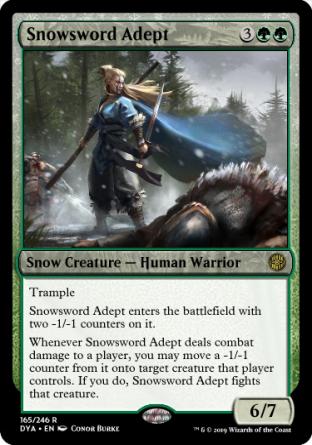 Snowsword Adept 3
Snow Creature — Human Warrior
Trample
Snowsword Adept enters the battlefield with
two -1/-1 counters on it.
Whenever Snowsword Adept deals combat
damage to a player, you may move a -1/-1
counter from it onto target creature that player
controls. If you do, Snowsword Adept fights
that creature.
6/7
165/246 R
DYA • EN Conor Burke
™ & © 2019 Wizards of the Coast